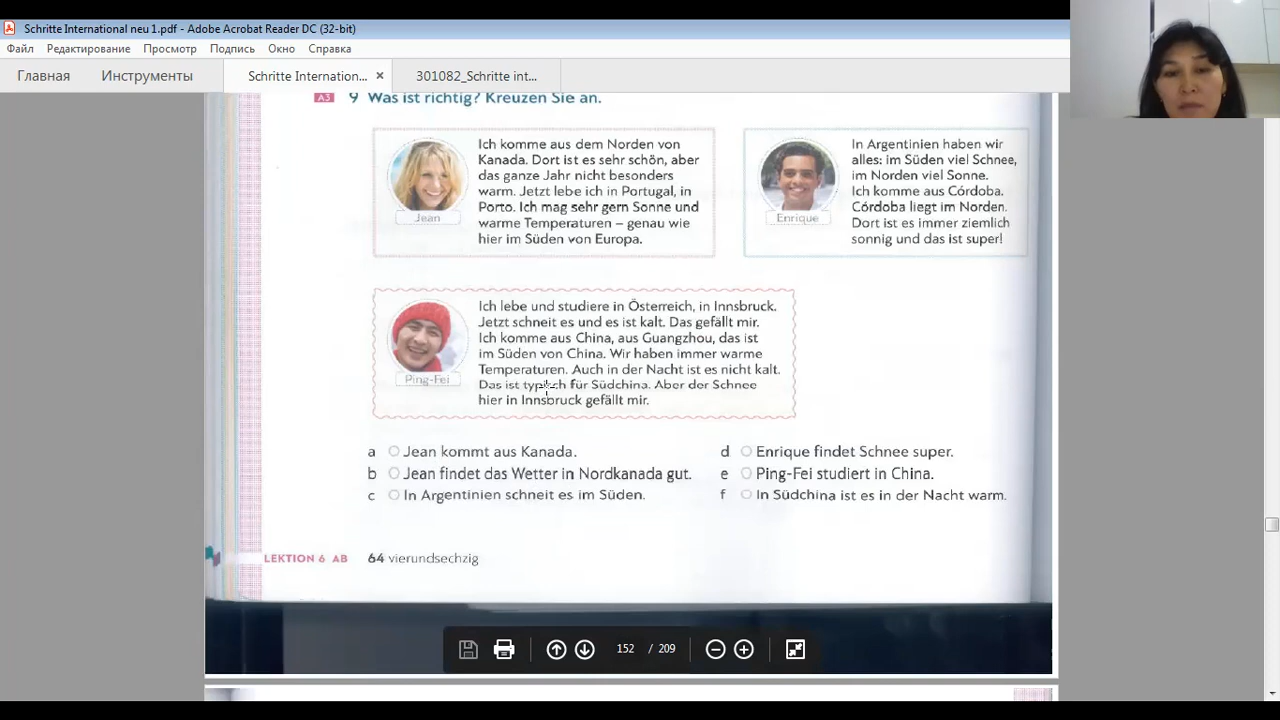 Schritte International neu 1.pdf - Adobe Acrobat Reader DC (32-bit)
Файл Редактирование Просмотр Подпись Окно Справка
Главная Инструменты Schritte Internation... × 301082_Schritte int...
A3 9 Was ist richtig? Kreuzen Sie an.
Ich komme aus dem Norden von
Kanada. Dort ist es sehr schön, aber
das ganze Jahr nicht besonders
warm. Jetzt lebe ich in Portugal, in
Porto. Ich mag sehr gern Sonne und
warme Temperaturen – genau wie
hier im Süden von Europa.
Jean
In Argentinien haben wir
alles: im Süden viel Schnee,
im Norden viel Sonne.
Ich komme aus Córdoba.
Córdoba liegt im Norden.
Dort ist es immer ziemlich
sonnig und das ist super!
Enrique
Ich lebe und studiere in Österreich, in Innsbruck.
Jetzt schneit es und es ist kalt. Das gefällt mir.
Ich komme aus China, aus Guangzhou, das ist
im Süden von China. Wir haben immer warme
Temperaturen. Auch in der Nacht ist es nicht kalt.
Das ist typisch für Südchina. Aber der Schnee
hier in Innsbruck gefällt mir.
Ping-Fei
a Jean kommt aus Kanada.
b Jean findet das Wetter in Nordkanada gut.
c In Argentinien schneit es im Süden.
d Enrique findet Schnee super.
e Ping-Fei studiert in China.
f In Südchina ist es in der Nacht warm.
LEKTION 6 AB 64 vierundsechzig
152 / 209